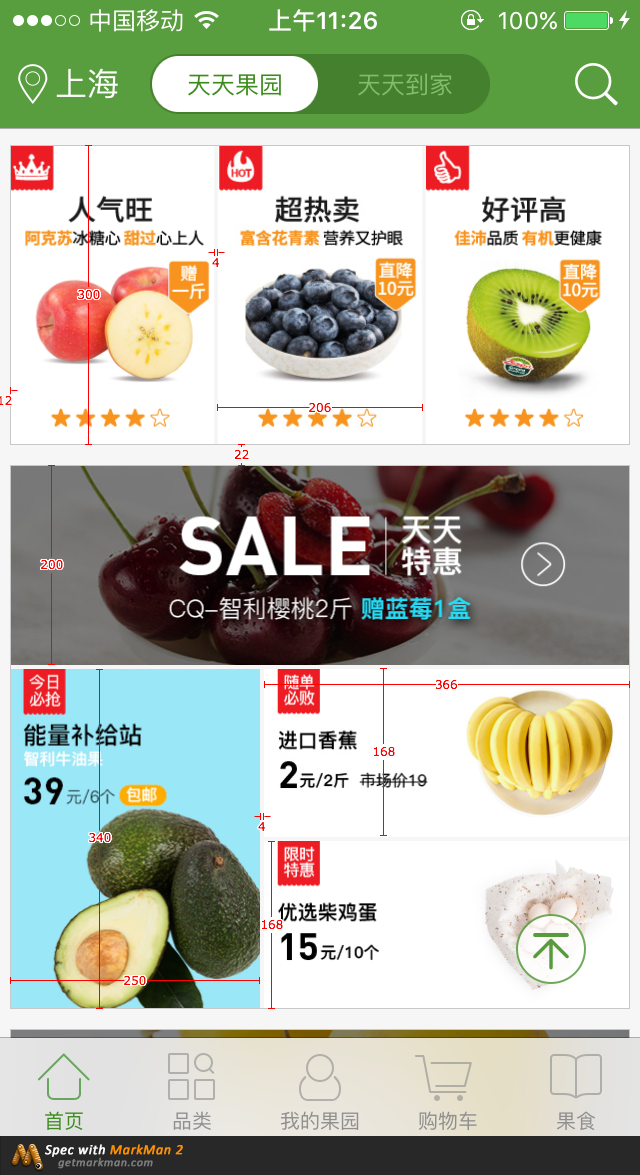 中国移动 上午11:26 100%
上海 天天果园 天天到家
HOT
人气旺 超热卖 好评高
阿克苏冰糖心 甜过心上人 富含花青素 营养又护眼 佳沛品质 有机更健康
4
赠一斤 直降10元 直降10元
300
12
206
22
SALE 天天特惠
200
CQ-智利樱桃2斤 赠蓝莓1盒
今日必抢
能量补给站
智利牛油果
39元/6个 包邮
340
250
4
随单必败
366
进口香蕉
168
2元/2斤 市场价19
限时特惠
优选柴鸡蛋
168
15元/10个
首页 品类 我的果园 购物车 果食
Spec with MarkMan 2
getmarkman.com